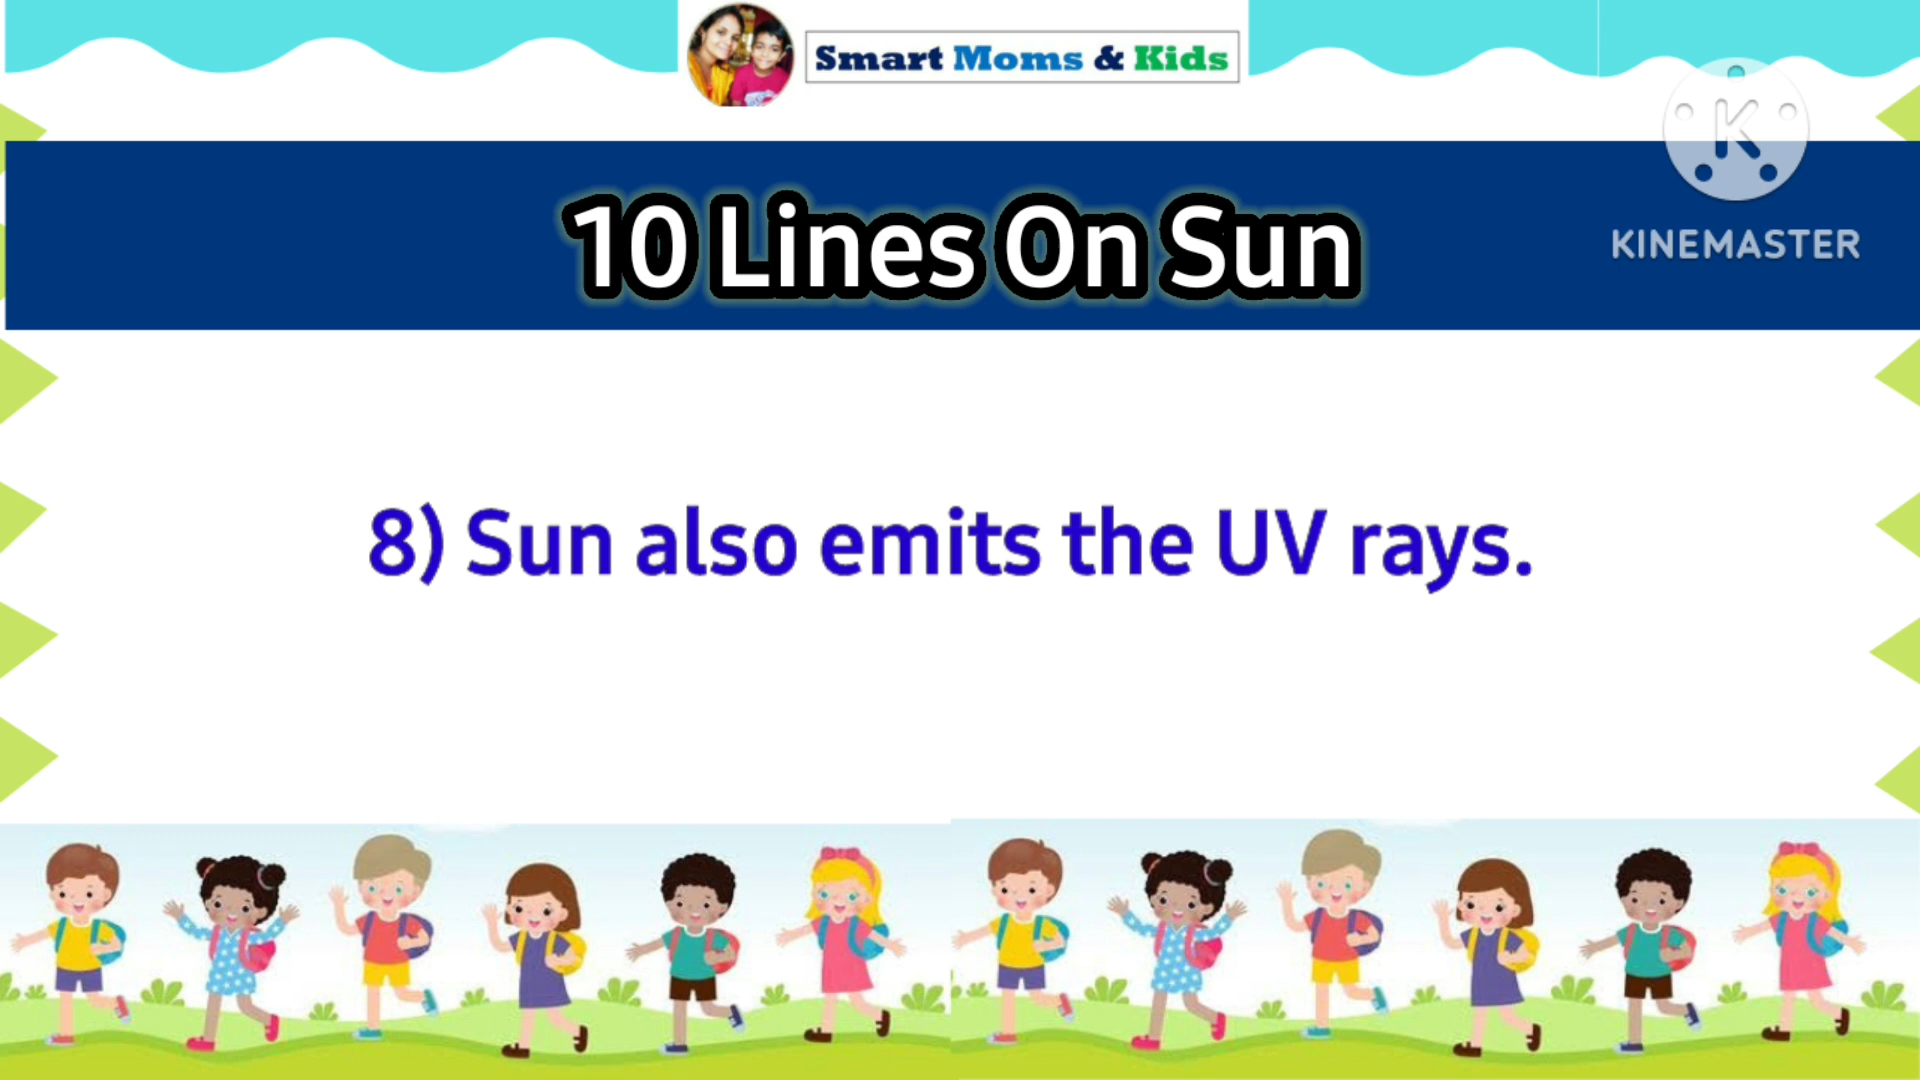 Smart Moms & Kids
K
KINEMASTER
10 Lines On Sun
8) Sun also emits the UV rays.